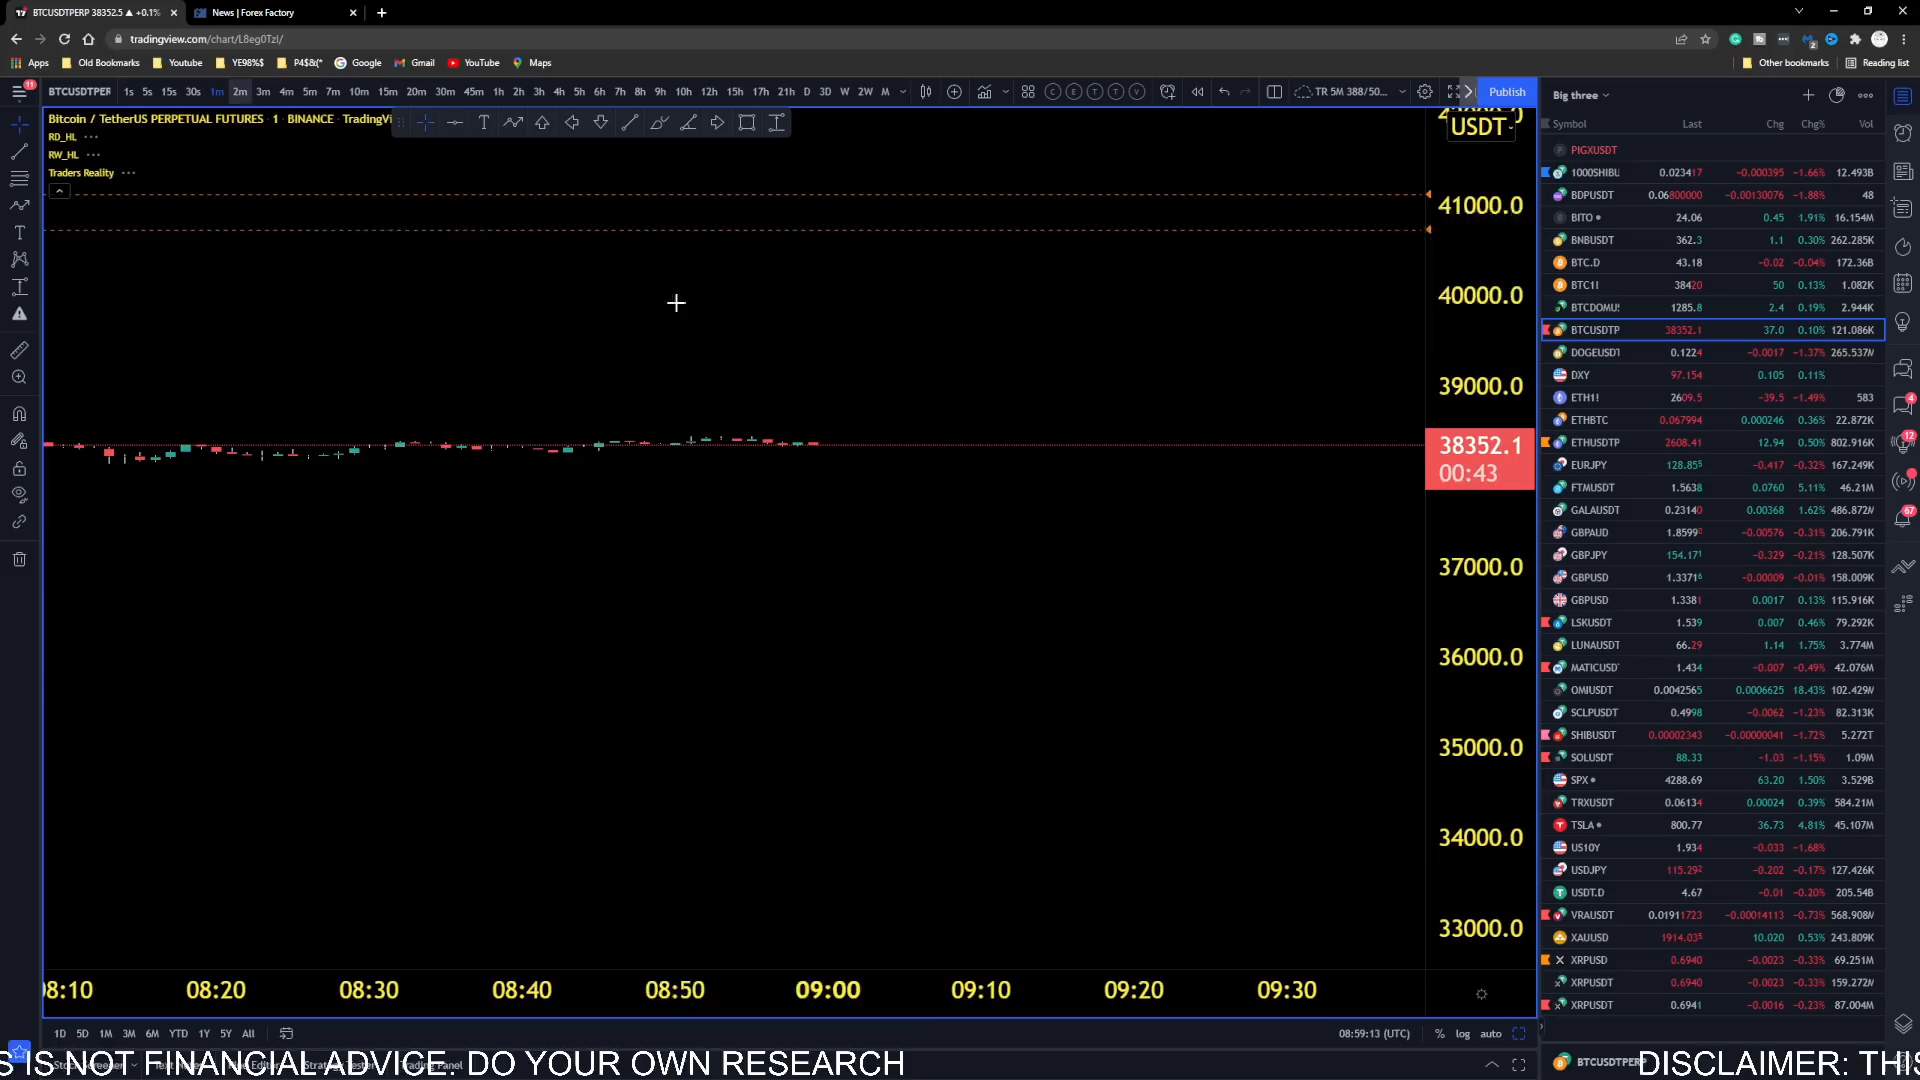 BTCUSDTPERP 38352.5 ▲ +0.1%
News | Forex Factory
tradingview.com/chart/L8eg0TzI/
Apps Old Bookmarks Youtube YE98%$ P4$&(* Google Gmail YouTube Maps Other bookmarks Reading list
11
BTCUSDTPER 1s 5s 15s 30s 1m 2m 3m 4m 5m 7m 10m 15m 20m 30m 45m 1h 2h 3h 4h 5h 6h 7h 8h 9h 10h 12h 15h 17h 21h D 3D W 2W M TR 5M 388/50... Publish
Bitcoin / TetherUS PERPETUAL FUTURES · 1 · BINANCE · TradingVi
RD_HL
RW_HL
Traders Reality
USDT
41000.0
40000.0
39000.0
38352.1
00:43
37000.0
36000.0
35000.0
34000.0
33000.0
8:10 08:20 08:30 08:40 08:50 09:00 09:10 09:20 09:30
1D 5D 1M 3M 6M YTD 1Y 5Y All
08:59:13 (UTC) % log auto
Big three
Symbol Last Chg Chg% Vol
PIGXUSDT
1000SHIBU 0.023417 −0.000395 −1.66% 12.493B
BDPUSDT 0.06800000 −0.00130076 −1.88% 48
BITO 24.06 0.45 1.91% 16.154M
BNBUSDT 362.3 1.1 0.30% 262.285K
BTC.D 43.18 −0.02 −0.04% 172.36B
BTC1! 38420 50 0.13% 1.082K
BTCDOMU 1285.8 2.4 0.19% 2.944K
BTCUSDTP 38352.1 37.0 0.10% 121.086K
DOGEUSDT 0.1224 −0.0017 −1.37% 265.537M
DXY 97.154 0.105 0.11%
ETH1! 2609.5 −39.5 −1.49% 583
ETHBTC 0.067994 0.000246 0.36% 22.872K
ETHUSDTP 2608.41 12.94 0.50% 802.916K
EURJPY 128.855 −0.417 −0.32% 167.249K
FTMUSDT 1.5638 0.0760 5.11% 46.21M
GALAUSDT 0.23140 0.00368 1.62% 486.872M
GBPAUD 1.85990 −0.00576 −0.31% 206.791K
GBPJPY 154.171 −0.329 −0.21% 128.507K
GBPUSD 1.33716 −0.00009 −0.01% 158.009K
GBPUSD 1.3381 0.0017 0.13% 115.916K
LSKUSDT 1.539 0.007 0.46% 79.292K
LUNAUSDT 66.29 1.14 1.75% 3.774M
MATICUSD 1.434 −0.007 −0.49% 42.076M
OMIUSDT 0.0042565 0.0006625 18.43% 102.429M
SCLPUSDT 0.4998 −0.0062 −1.23% 82.313K
SHIBUSDT 0.00002343 −0.00000041 −1.72% 5.272T
SOLUSDT 88.33 −1.03 −1.15% 1.09M
SPX 4288.69 63.20 1.50% 3.529B
TRXUSDT 0.06134 0.00024 0.39% 584.21M
TSLA 800.77 36.73 4.81% 45.107M
US10Y 1.934 −0.033 −1.68%
USDJPY 115.292 −0.202 −0.17% 127.426K
USDT.D 4.67 −0.01 −0.20% 205.54B
VRAUSDT 0.01911723 −0.00014113 −0.73% 568.908M
XAUUSD 1914.035 10.020 0.53% 243.809K
XRPUSD 0.6940 −0.0023 −0.33% 69.251M
XRPUSDT 0.6940 −0.0023 −0.33% 159.272M
XRPUSDT 0.6941 −0.0016 −0.23% 87.004M
4
12
67
BTCUSDTPERP
S IS NOT FINANCIAL ADVICE. DO YOUR OWN RESEARCH DISCLAIMER: THIS